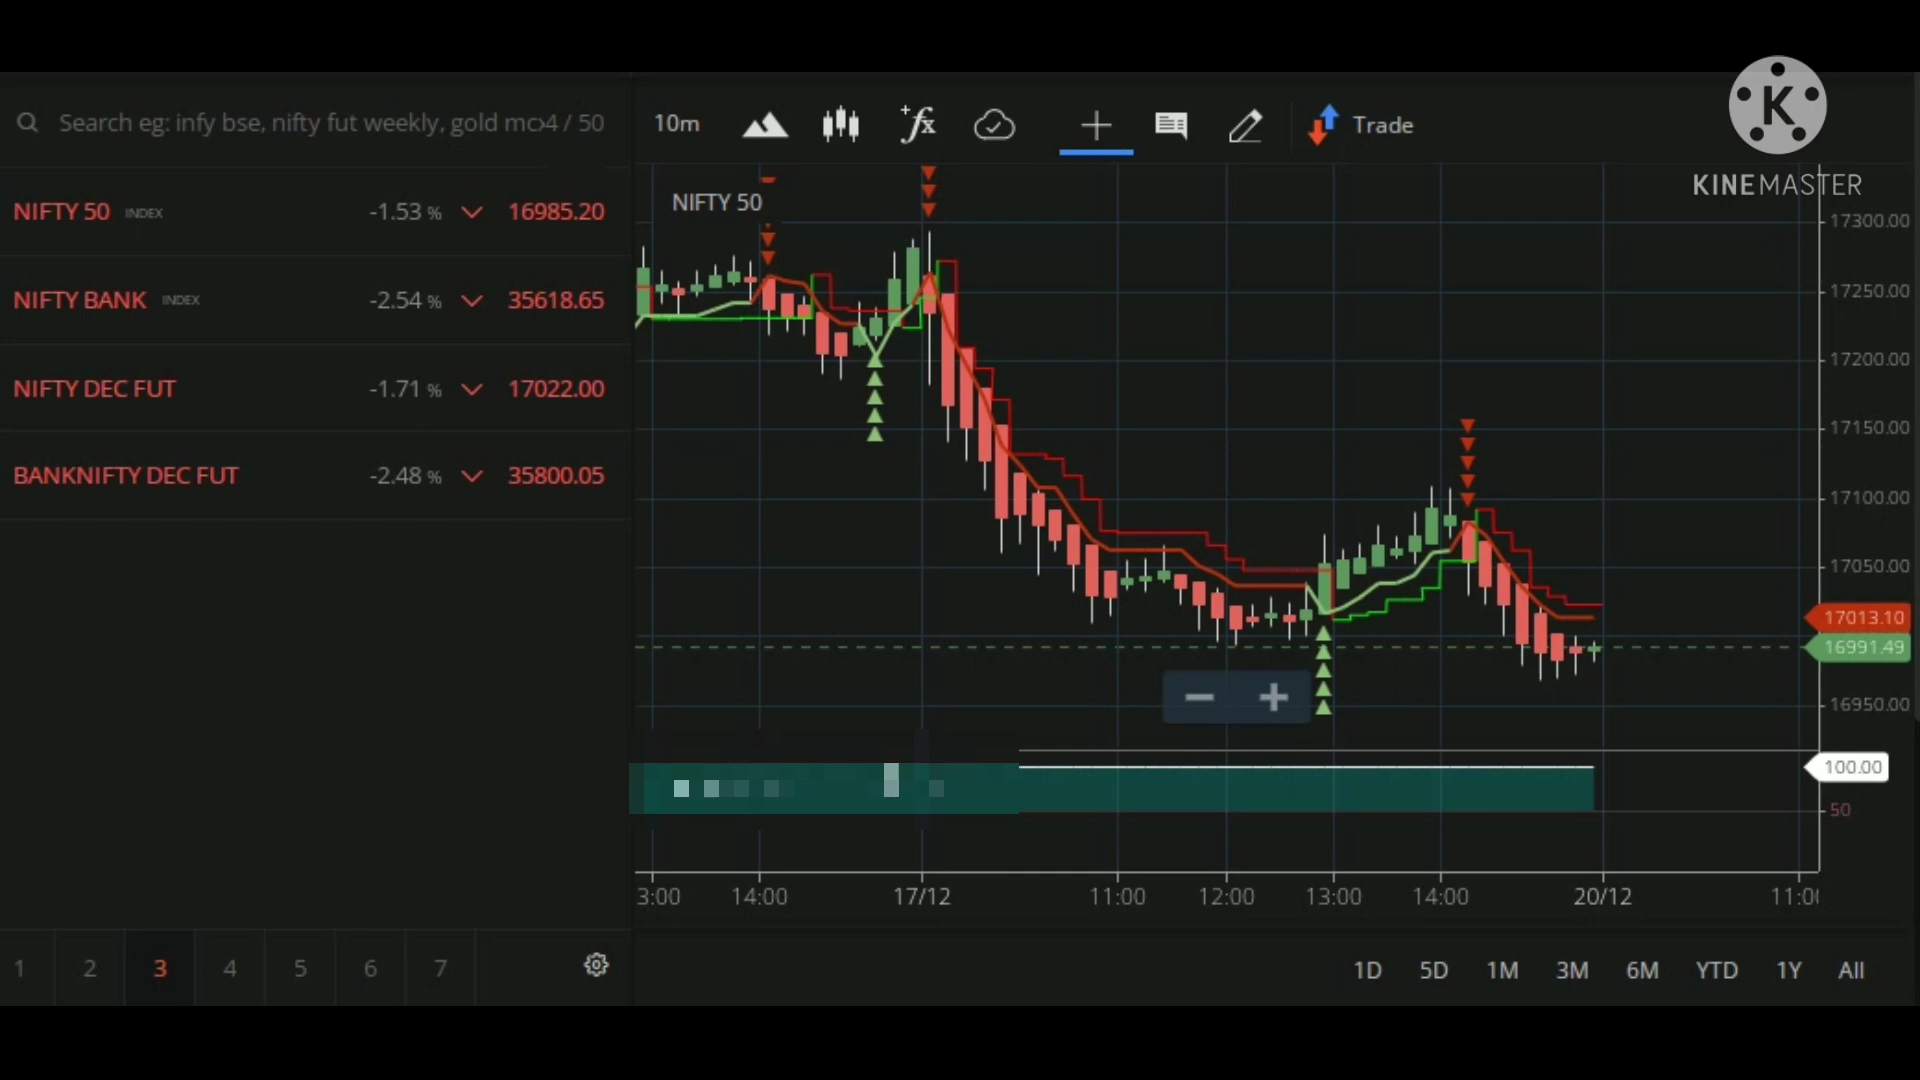 Search eg: infy bse, nifty fut weekly, gold mcx 4 / 50
10m
Trade
K
KINEMASTER
NIFTY 50 INDEX -1.53 % 16985.20
NIFTY BANK INDEX -2.54 % 35618.65
NIFTY DEC FUT -1.71 % 17022.00
BANKNIFTY DEC FUT -2.48 % 35800.05
NIFTY 50
17300.00
17250.00
17200.00
17150.00
17100.00
17050.00
17013.10
16991.49
16950.00
100.00
50
3:00 14:00 17/12 11:00 12:00 13:00 14:00 20/12 11:00
1 2 3 4 5 6 7
1D 5D 1M 3M 6M YTD 1Y All